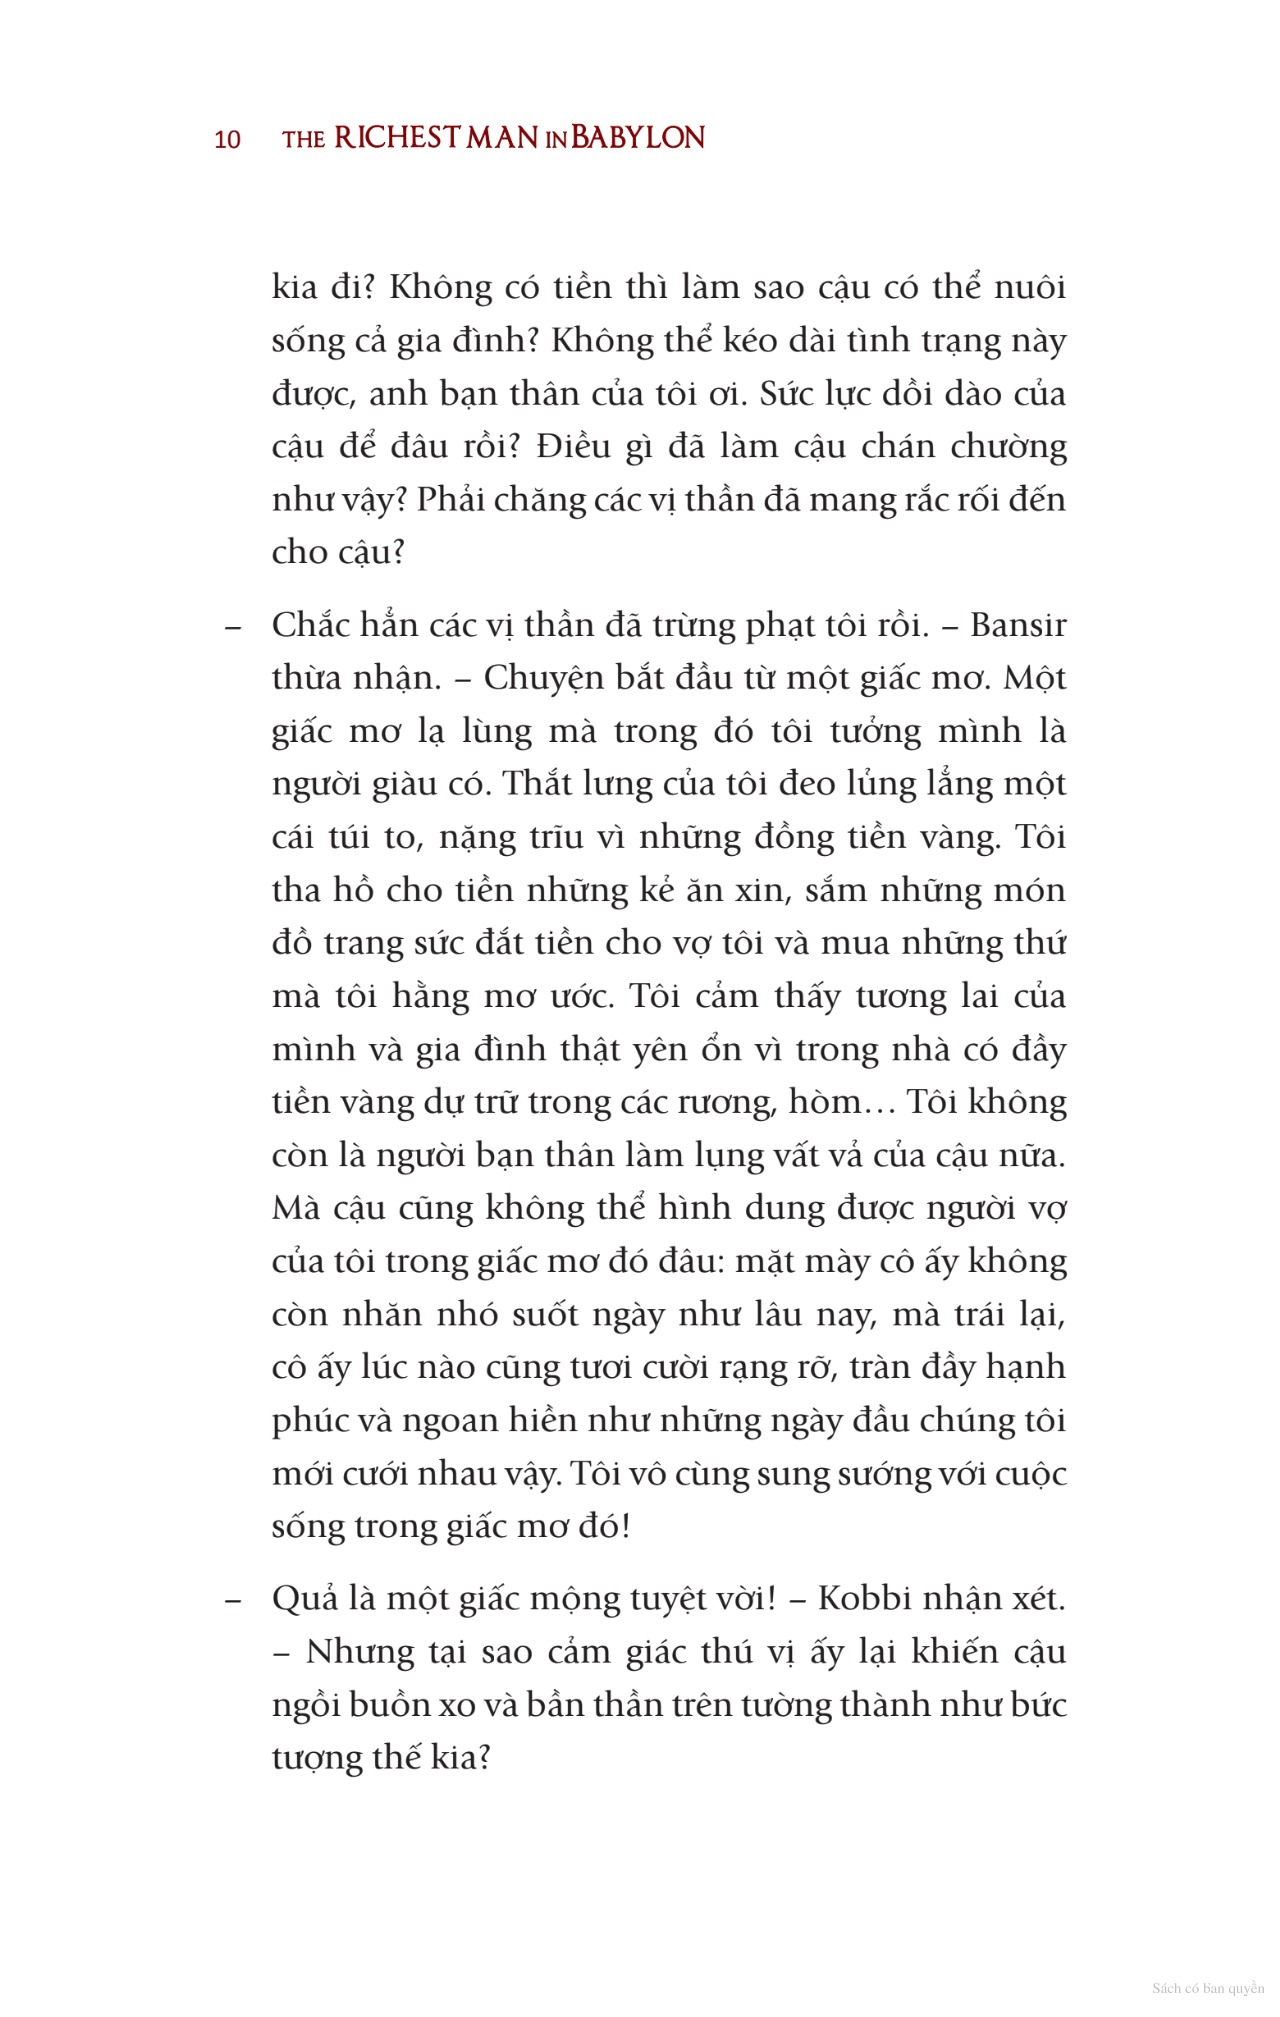 10 THE RICHEST MAN IN BABYLON
kia đi? Không có tiền thì làm sao cậu có thể nuôi
sống cả gia đình? Không thể kéo dài tình trạng này
được, anh bạn thân của tôi ơi. Sức lực dồi dào của
cậu để đâu rồi? Điều gì đã làm cậu chán chường
như vậy? Phải chăng các vị thần đã mang rắc rối đến
cho cậu?
– Chắc hẳn các vị thần đã trừng phạt tôi rồi. – Bansir
thừa nhận. – Chuyện bắt đầu từ một giấc mơ. Một
giấc mơ lạ lùng mà trong đó tôi tưởng mình là
người giàu có. Thắt lưng của tôi đeo lủng lẳng một
cái túi to, nặng trĩu vì những đồng tiền vàng. Tôi
tha hồ cho tiền những kẻ ăn xin, sắm những món
đồ trang sức đắt tiền cho vợ tôi và mua những thứ
mà tôi hằng mơ ước. Tôi cảm thấy tương lai của
mình và gia đình thật yên ổn vì trong nhà có đầy
tiền vàng dự trữ trong các rương, hòm… Tôi không
còn là người bạn thân làm lụng vất vả của cậu nữa.
Mà cậu cũng không thể hình dung được người vợ
của tôi trong giấc mơ đó đâu: mặt mày cô ấy không
còn nhăn nhó suốt ngày như lâu nay, mà trái lại,
cô ấy lúc nào cũng tươi cười rạng rỡ, tràn đầy hạnh
phúc và ngoan hiền như những ngày đầu chúng tôi
mới cưới nhau vậy. Tôi vô cùng sung sướng với cuộc
sống trong giấc mơ đó!
– Quả là một giấc mộng tuyệt vời! – Kobbi nhận xét.
– Nhưng tại sao cảm giác thú vị ấy lại khiến cậu
ngồi buồn xo và bần thần trên tường thành như bức
tượng thế kia?
Sách có bản quyền